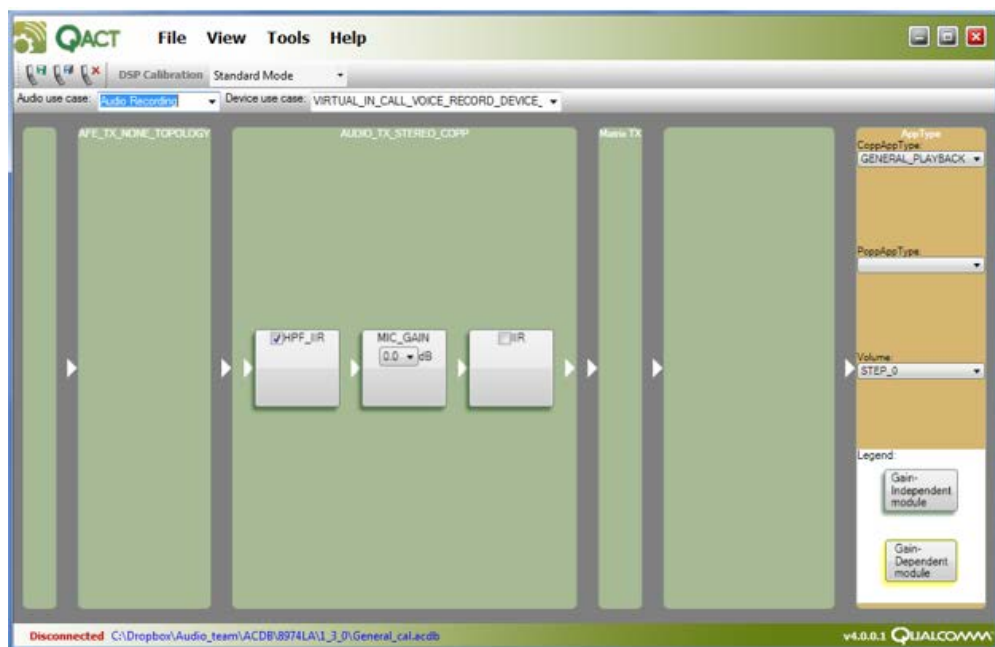 QACT File View Tools Help
DSP Calibration Standard Mode
Audio use case: Audio Recording Device use case: VIRTUAL_IN_CALL_VOICE_RECORD_DEVICE_
AFE_TX_NONE_TOPOLOGY AUDIO_TX_STEREO_COPP Matrix TX AppType
CoppAppType:
GENERAL_PLAYBACK
PoppAppType:
HPF_IIR MIC_GAIN IIR
0.0 dB
Volume:
STEP_0
Legend:
Gain-
Independent
module
Gain-
Dependent
module
Disconnected C:\Dropbox\Audio_team\ACDB\8974LA\1_3_0\General_cal.acdb v4.0.0.1 QUALCOMM